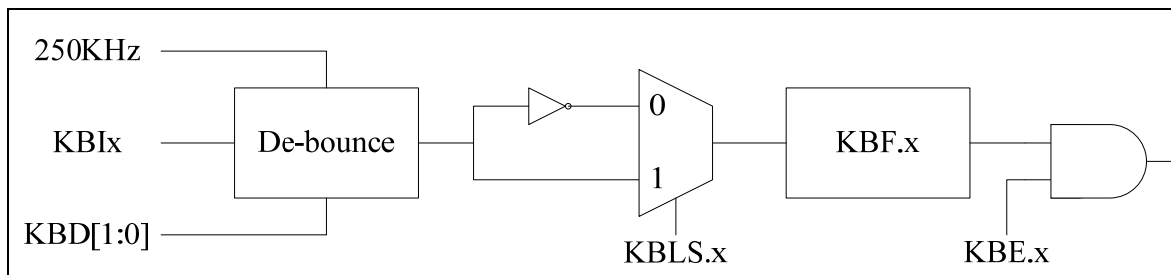 250KHz
KBIx
KBD[1:0]
De-bounce
0
1
KBLS.x
KBF.x
KBE.x